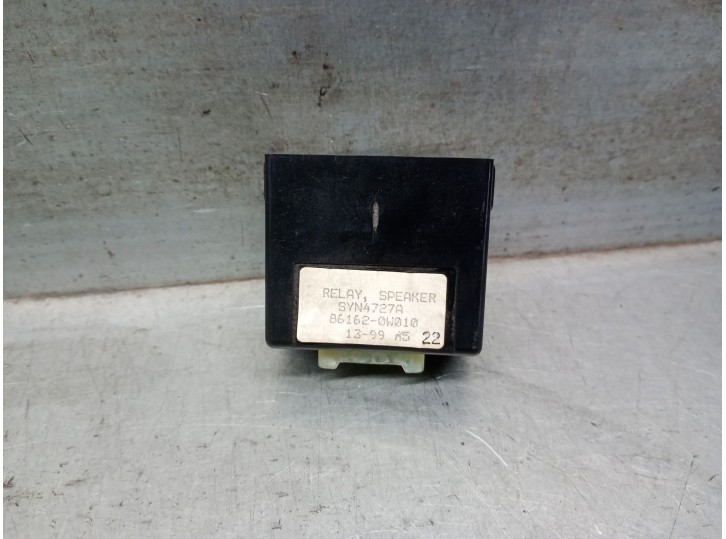 RELAY, SPEAKER
SYN4727A
86162-0W010
13-99 A5 22